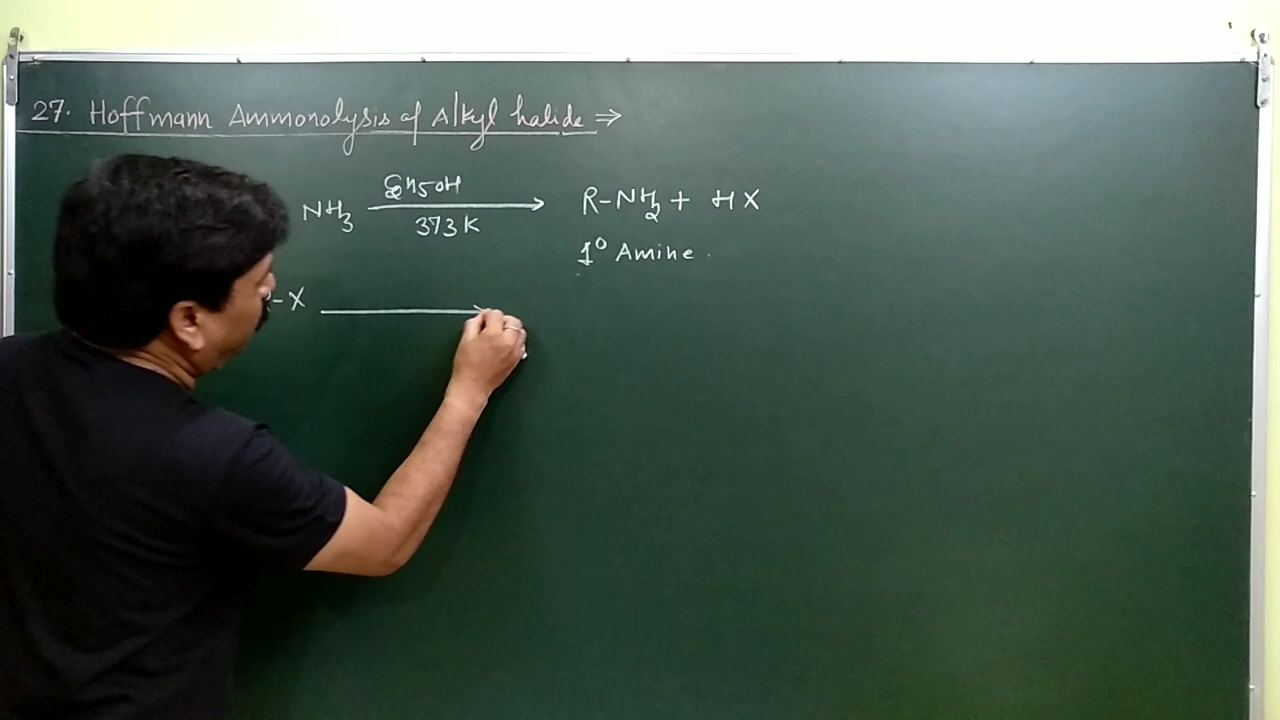 27. Hoffmann Ammonolysis of Alkyl halide ⇒
C2H5OH
NH3 → R-NH2 + HX
373 K
1° Amine.
-X →